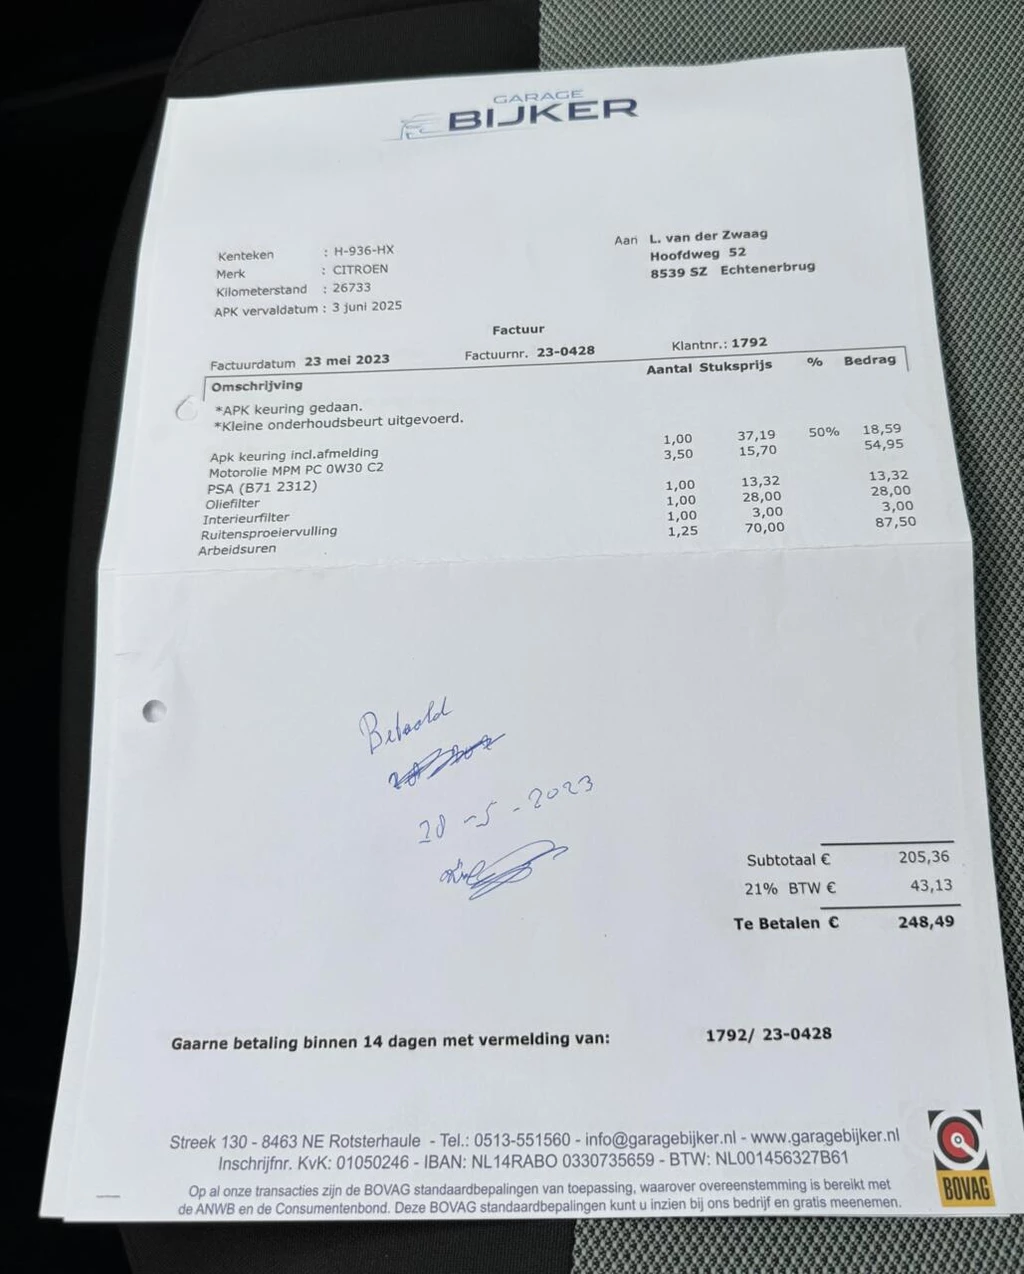 GARAGE
BIJKER
Kenteken : H-936-HX
Merk : CITROEN
Kilometerstand : 26733
APK vervaldatum : 3 juni 2025
Aan L. van der Zwaag
Hoofdweg 52
8539 SZ Echtenerbrug
Factuur
Factuurdatum 23 mei 2023 Factuurnr. 23-0428 Klantnr.: 1792
Omschrijving Aantal Stuksprijs % Bedrag
*APK keuring gedaan.
*Kleine onderhoudsbeurt uitgevoerd.
Apk keuring incl.afmelding 1,00 37,19 50% 18,59
Motorolie MPM PC 0W30 C2 3,50 15,70 54,95
PSA (B71 2312)
Oliefilter 1,00 13,32 13,32
Interieurfilter 1,00 28,00 28,00
Ruitensproeiervulling 1,00 3,00 3,00
Arbeidsuren 1,25 70,00 87,50
Betaald
28-5-2023
Subtotaal € 205,36
21% BTW € 43,13
Te Betalen € 248,49
Gaarne betaling binnen 14 dagen met vermelding van: 1792/ 23-0428
Streek 130 - 8463 NE Rotsterhaule - Tel.: 0513-551560 - info@garagebijker.nl - www.garagebijker.nl
Inschrijfnr. KvK: 01050246 - IBAN: NL14RABO 0330735659 - BTW: NL001456327B61
Op al onze transacties zijn de BOVAG standaardbepalingen van toepassing, waarover overeenstemming is bereikt met
de ANWB en de Consumentenbond. Deze BOVAG standaardbepalingen kunt u inzien bij ons bedrijf en gratis meenemen.
BOVAG